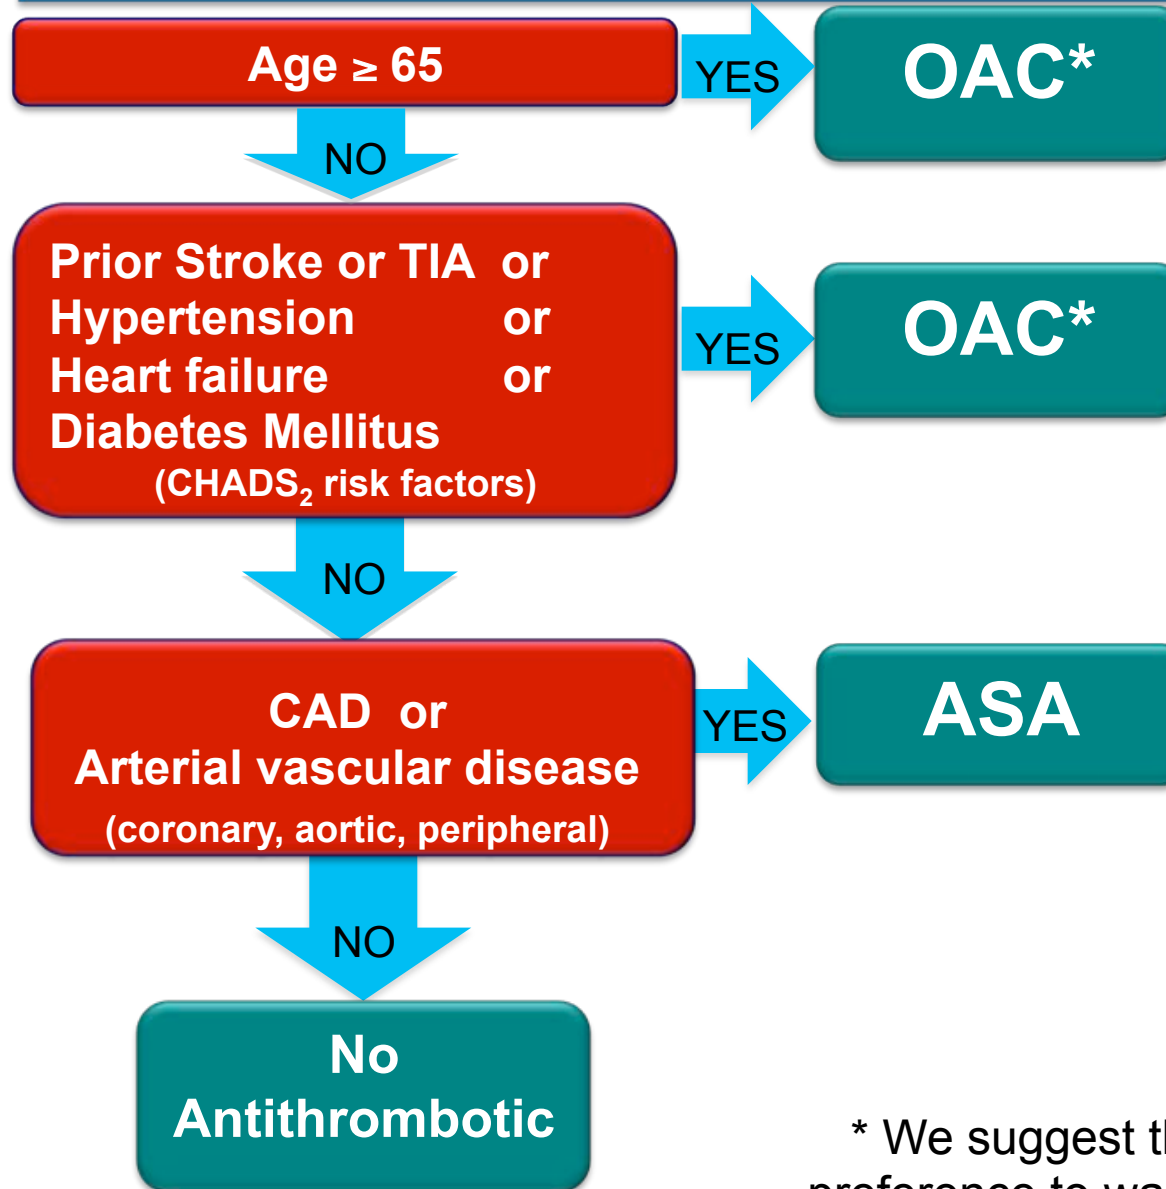 Age ≥ 65
YES
OAC*
NO
Prior Stroke or TIA or
Hypertension or
Heart failure or
Diabetes Mellitus
(CHADS₂ risk factors)
YES
OAC*
NO
CAD or
Arterial vascular disease
(coronary, aortic, peripheral)
YES
ASA
NO
No
Antithrombotic
* We suggest
preference to